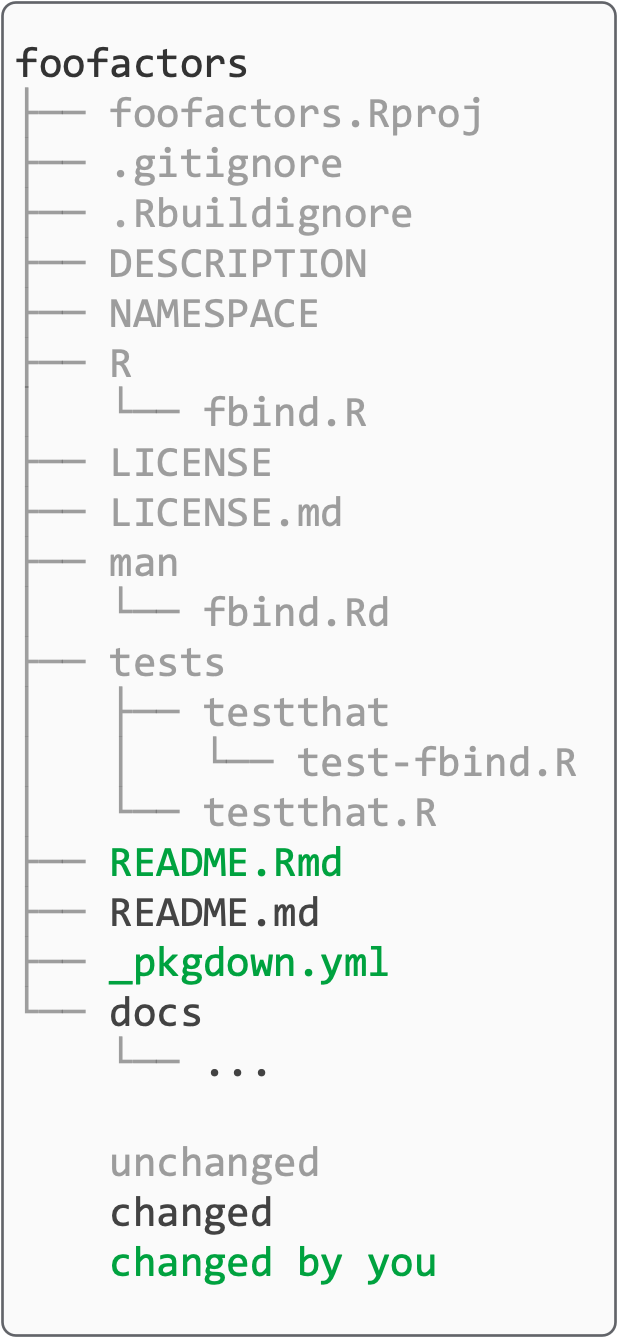 foofactors
├── foofactors.Rproj
├── .gitignore
├── .Rbuildignore
├── DESCRIPTION
├── NAMESPACE
├── R
│   └── fbind.R
├── LICENSE
├── LICENSE.md
├── man
│   └── fbind.Rd
├── tests
│   ├── testthat
│   │   └── test-fbind.R
│   └── testthat.R
├── README.Rmd
├── README.md
├── _pkgdown.yml
└── docs
    └── ...
unchanged
changed
changed by you